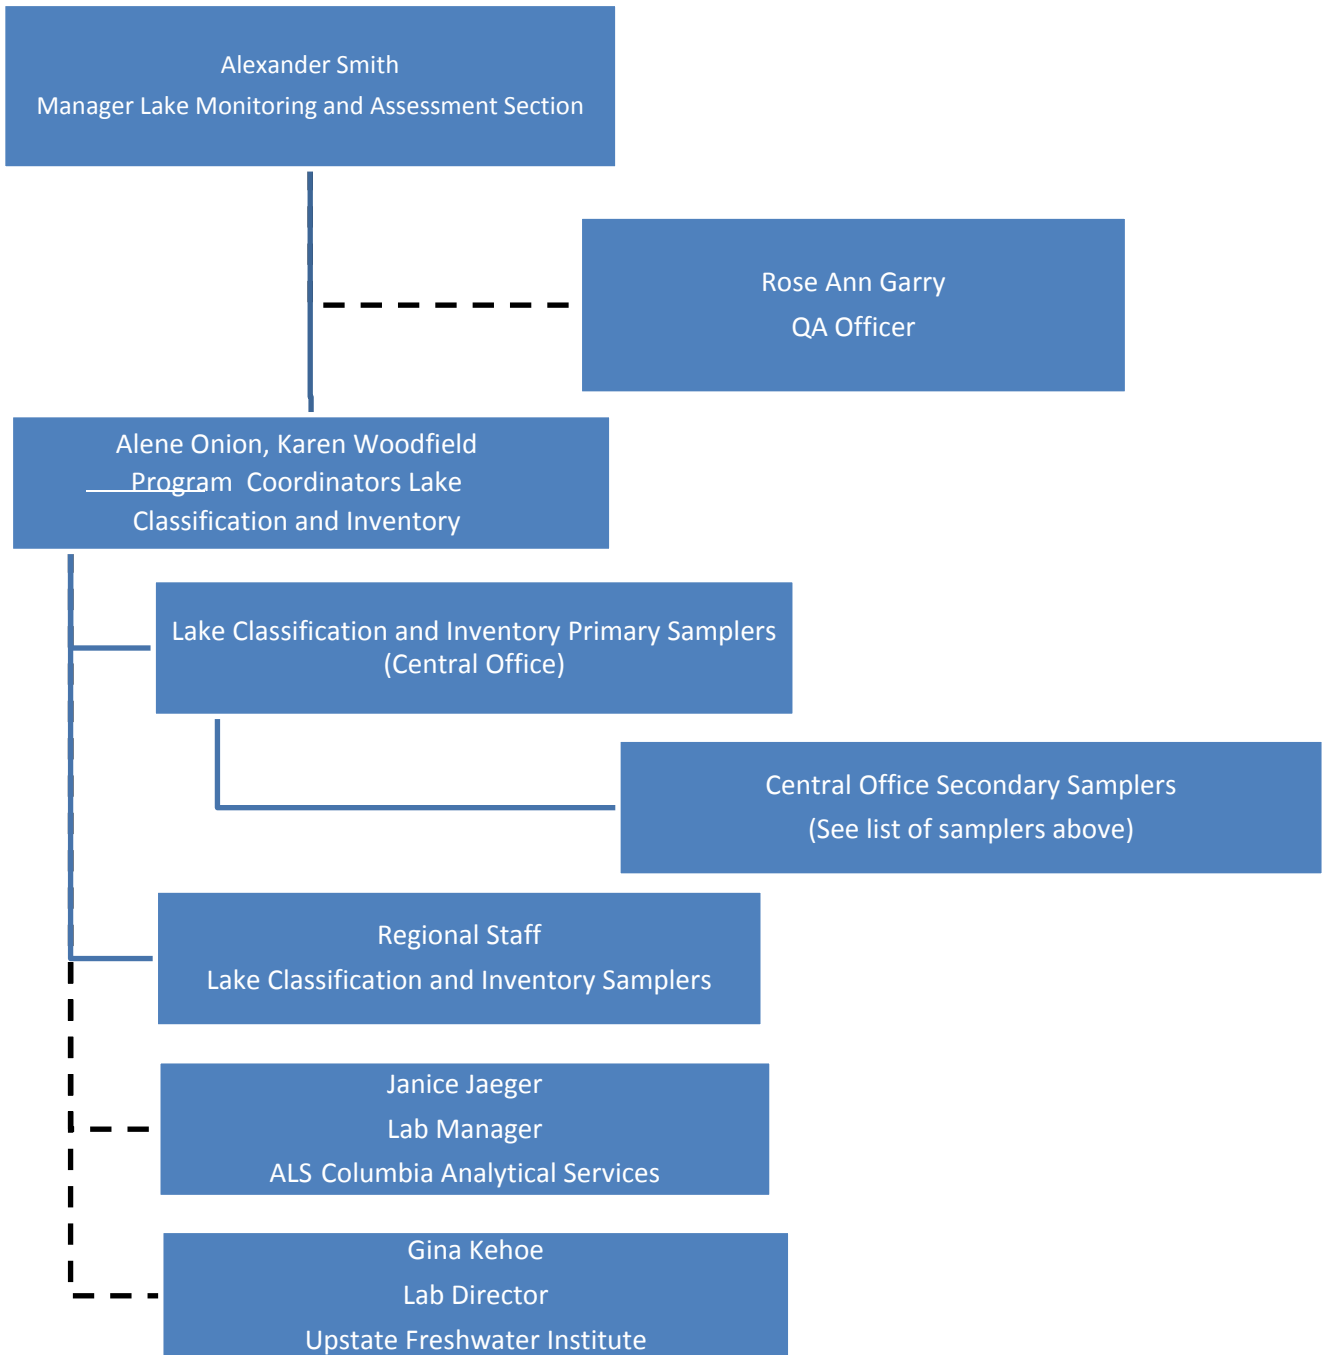 Alexander Smith
Manager Lake Monitoring and Assessment Section
Rose Ann Garry
QA Officer
Alene Onion, Karen Woodfield
Program Coordinators Lake
Classification and Inventory
Lake Classification and Inventory Primary Samplers
(Central Office)
Central Office Secondary Samplers
(See list of samplers above)
Regional Staff
Lake Classification and Inventory Samplers
Janice Jaeger
Lab Manager
ALS Columbia Analytical Services
Gina Kehoe
Lab Director
Upstate Freshwater Institute